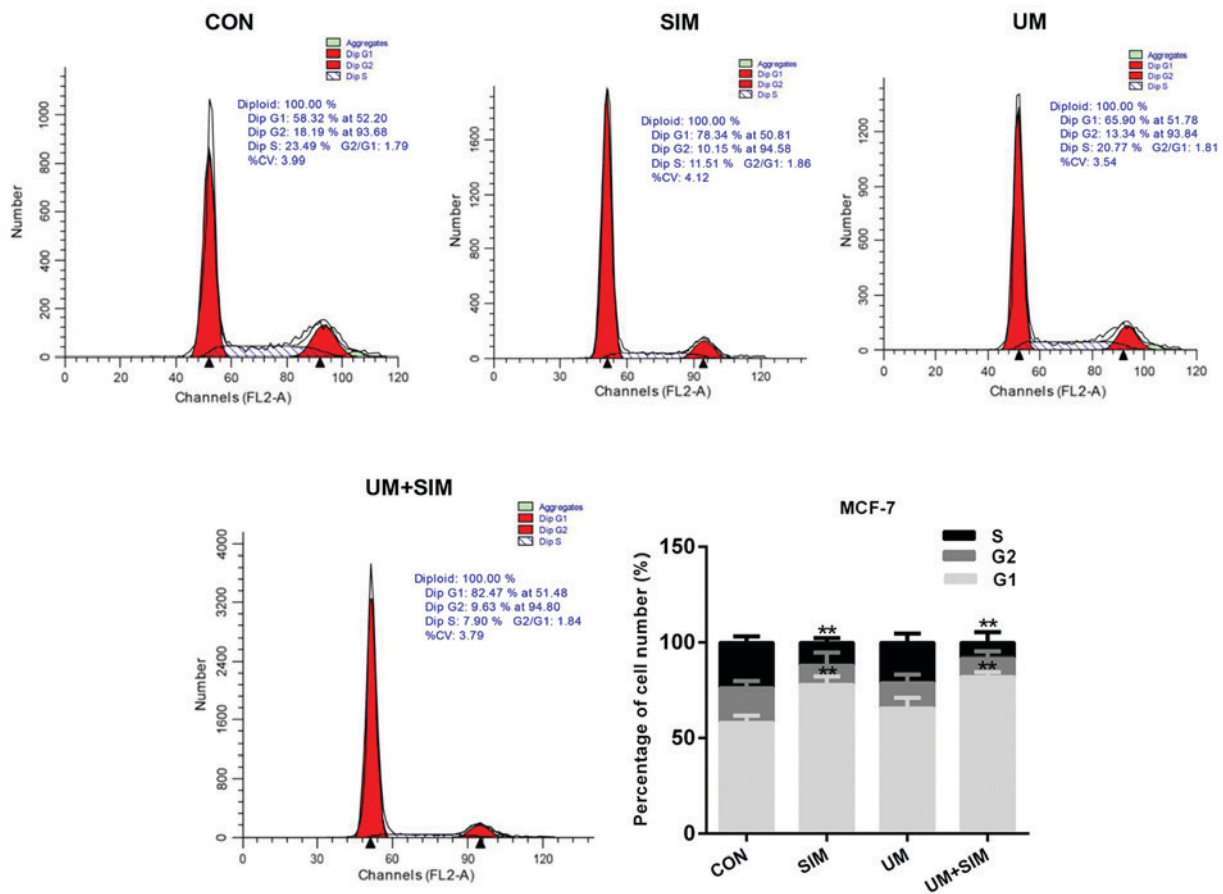 CON
Aggregates
Dip G1
Dip G2
Dip S
Diploid: 100.00 %
Dip G1: 58.32 % at 52.20
Dip G2: 18.19 % at 93.68
Dip S: 23.49 % G2/G1: 1.79
%CV: 3.99
Number
1000
800
600
400
200
0
0 20 40 60 80 100 120
Channels (FL2-A)
SIM
Aggregates
Dip G1
Dip G2
Dip S
Diploid: 100.00 %
Dip G1: 78.34 % at 50.81
Dip G2: 10.15 % at 94.58
Dip S: 11.51 % G2/G1: 1.86
%CV: 4.12
Number
1600
1200
800
400
0
0 30 60 90 120
Channels (FL2-A)
UM
Aggregates
Dip G1
Dip G2
Dip S
Diploid: 100.00 %
Dip G1: 65.90 % at 51.78
Dip G2: 13.34 % at 93.84
Dip S: 20.77 % G2/G1: 1.81
%CV: 3.54
Number
1200
900
600
300
0
0 20 40 60 80 100 120
Channels (FL2-A)
UM+SIM
Aggregates
Dip G1
Dip G2
Dip S
Diploid: 100.00 %
Dip G1: 82.47 % at 51.48
Dip G2: 9.63 % at 94.80
Dip S: 7.90 % G2/G1: 1.84
%CV: 3.79
Number
4000
3200
2400
1600
800
0
0 30 60 90 120
Channels (FL2-A)
MCF-7
S
G2
G1
Percentage of cell number (%)
150
100
50
0
** **
** **
CON SIM UM UM+SIM